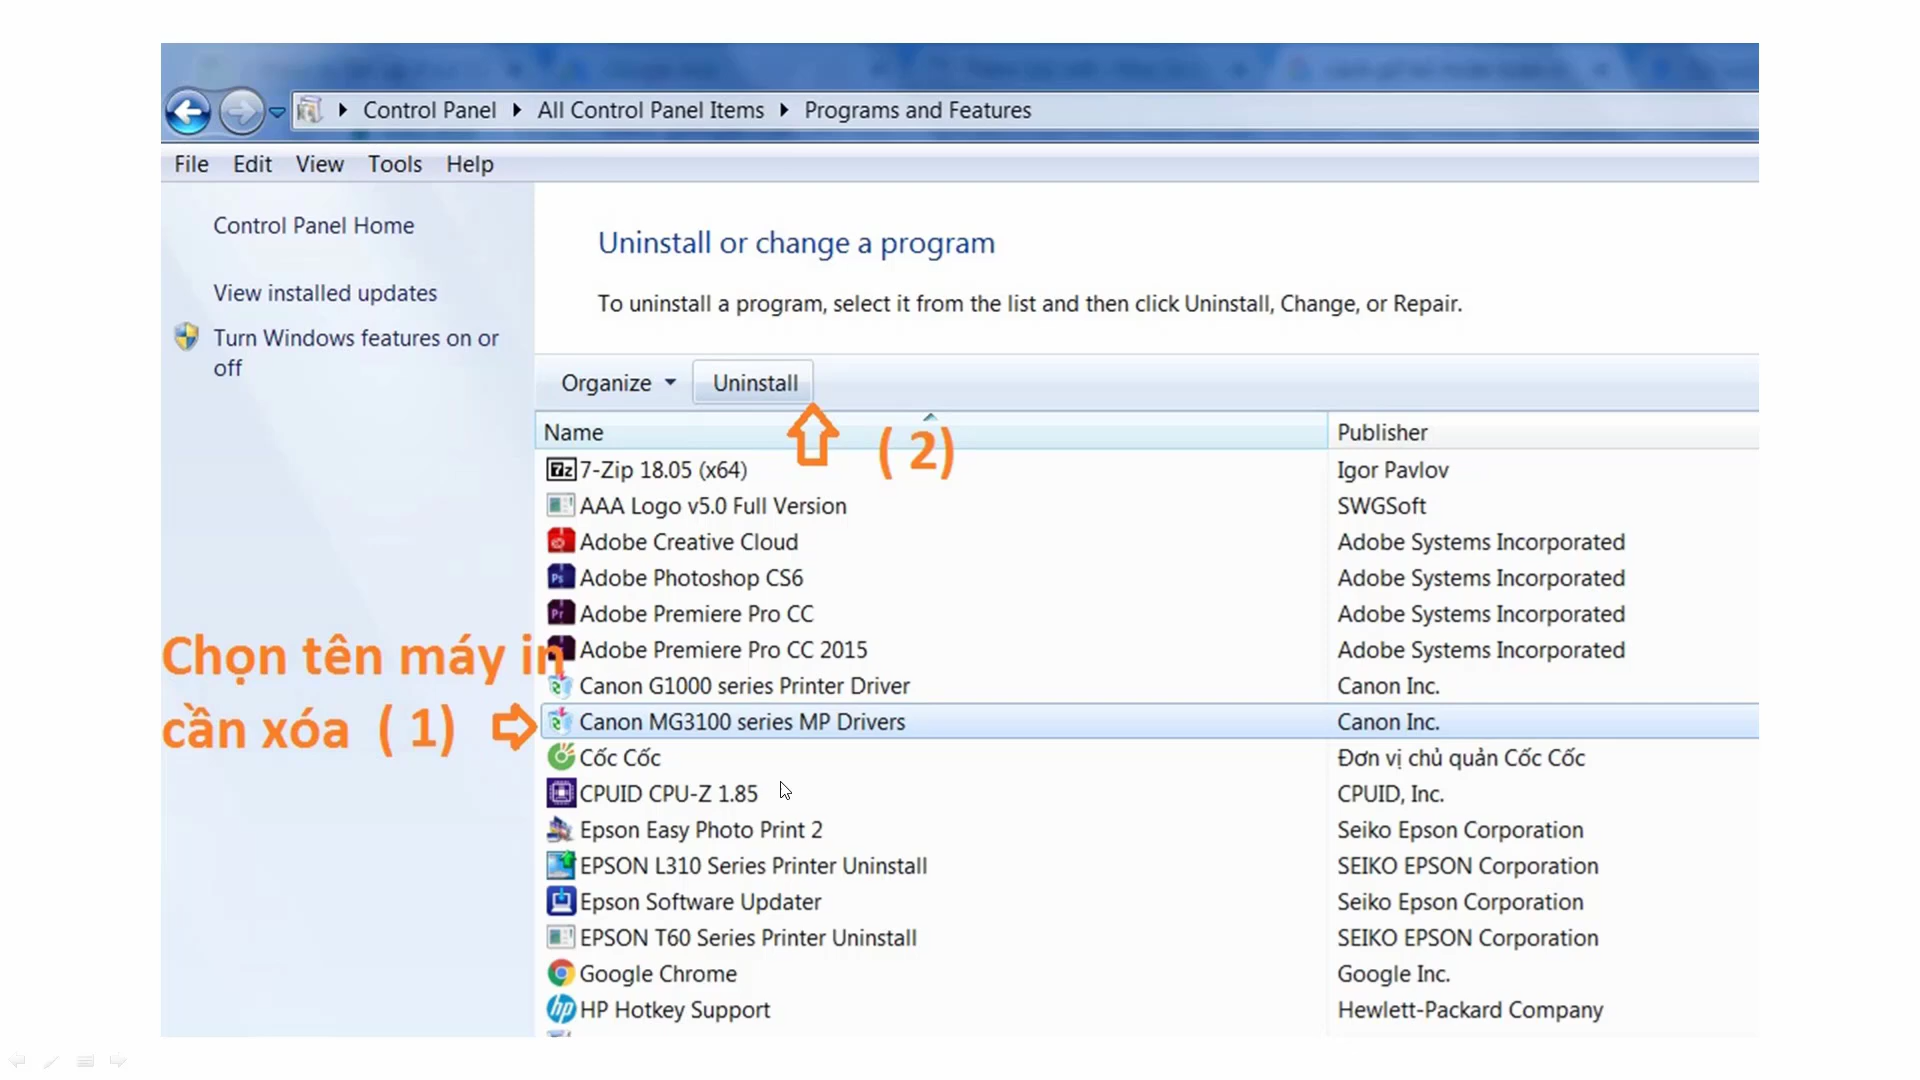 Control Panel All Control Panel Items Programs and Features
File Edit View Tools Help
Control Panel Home
View installed updates
Turn Windows features on or
off
Uninstall or change a program
To uninstall a program, select it from the list and then click Uninstall, Change, or Repair.
Organize Uninstall
( 2)
Name Publisher
7-Zip 18.05 (x64) Igor Pavlov
AAA Logo v5.0 Full Version SWGSoft
Adobe Creative Cloud Adobe Systems Incorporated
Adobe Photoshop CS6 Adobe Systems Incorporated
Adobe Premiere Pro CC Adobe Systems Incorporated
Adobe Premiere Pro CC 2015 Adobe Systems Incorporated
Chọn tên máy in
cần xóa ( 1)
Canon G1000 series Printer Driver Canon Inc.
Canon MG3100 series MP Drivers Canon Inc.
Cốc Cốc Đơn vị chủ quản Cốc Cốc
CPUID CPU-Z 1.85 CPUID, Inc.
Epson Easy Photo Print 2 Seiko Epson Corporation
EPSON L310 Series Printer Uninstall SEIKO EPSON Corporation
Epson Software Updater Seiko Epson Corporation
EPSON T60 Series Printer Uninstall SEIKO EPSON Corporation
Google Chrome Google Inc.
HP Hotkey Support Hewlett-Packard Company